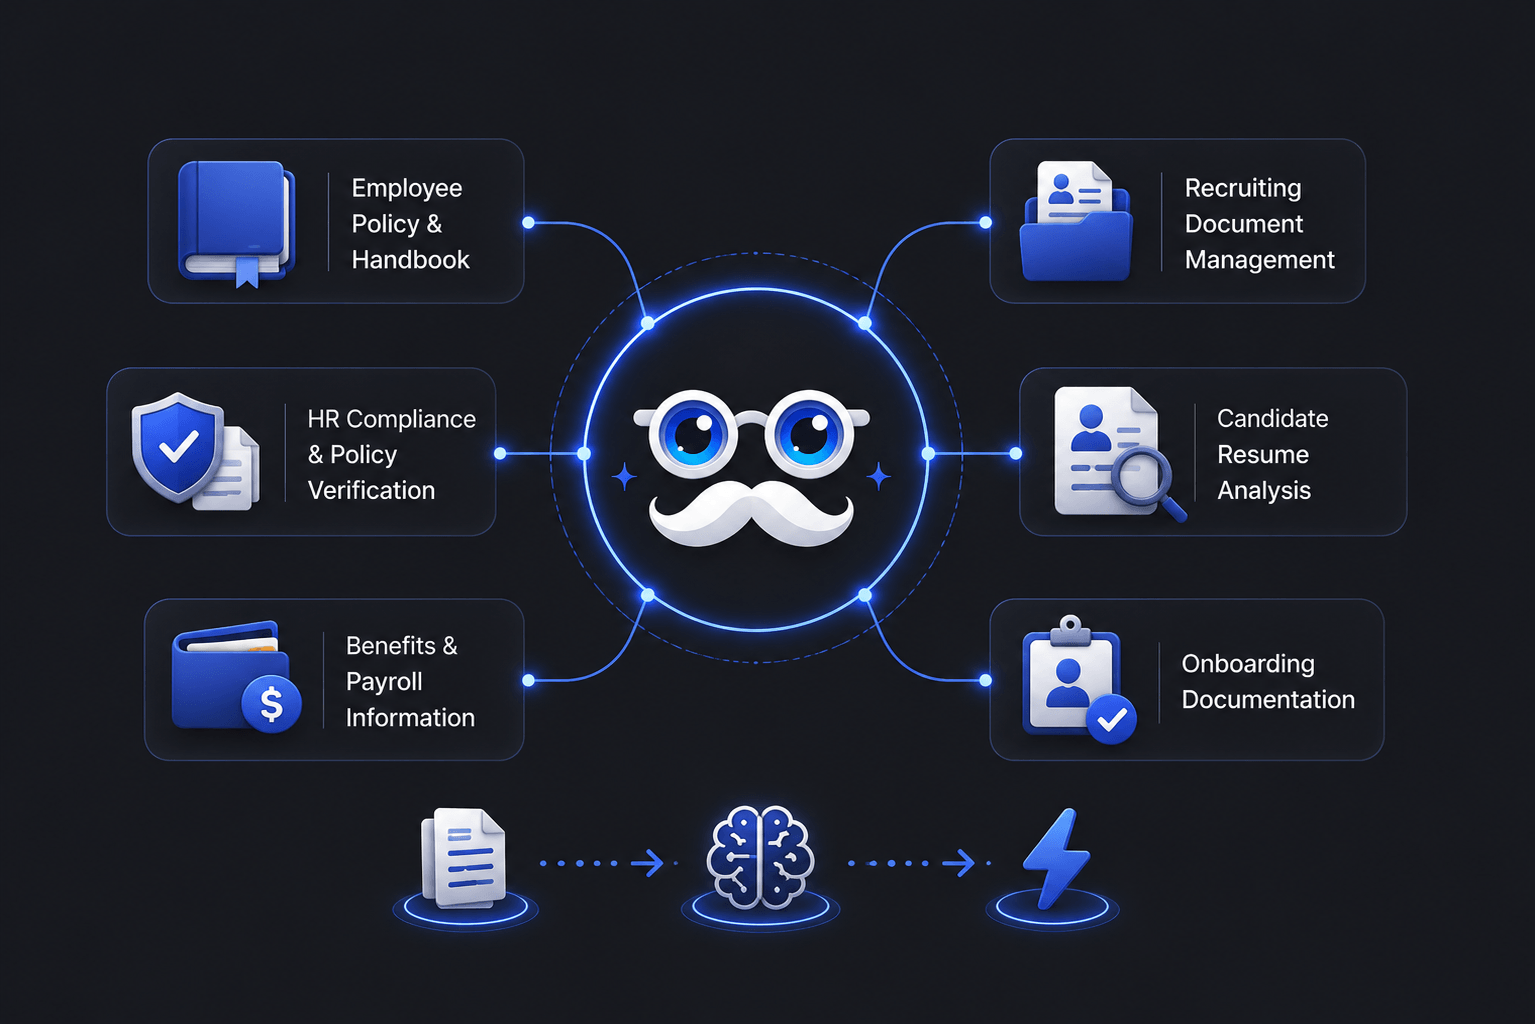 Employee
Policy &
Handbook
HR Compliance
& Policy
Verification
Benefits &
Payroll
Information
$
Recruiting
Document
Management
Candidate
Resume
Analysis
Onboarding
Documentation